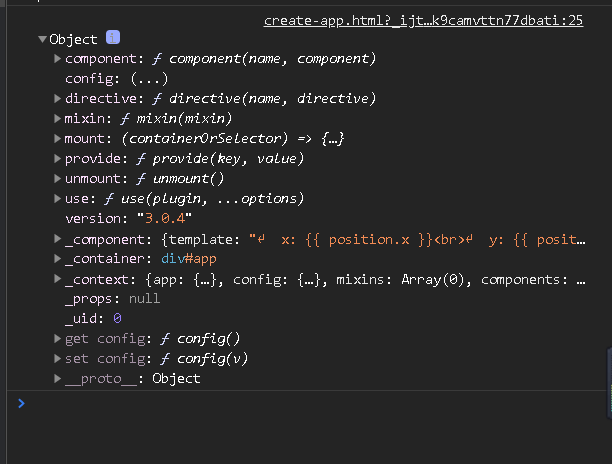 create-app.html?_ijt…k9camvttn77dbati:25
Object i
component: ƒ component(name, component)
config: (...)
directive: ƒ directive(name, directive)
mixin: ƒ mixin(mixin)
mount: (containerOrSelector) => {…}
provide: ƒ provide(key, value)
unmount: ƒ unmount()
use: ƒ use(plugin, ...options)
version: "3.0.4"
_component: {template: "↵  x: {{ position.x }}<br>↵  y: {{ posit…
_container: div#app
_context: {app: {…}, config: {…}, mixins: Array(0), components: …
_props: null
_uid: 0
get config: ƒ config()
set config: ƒ config(v)
__proto__: Object